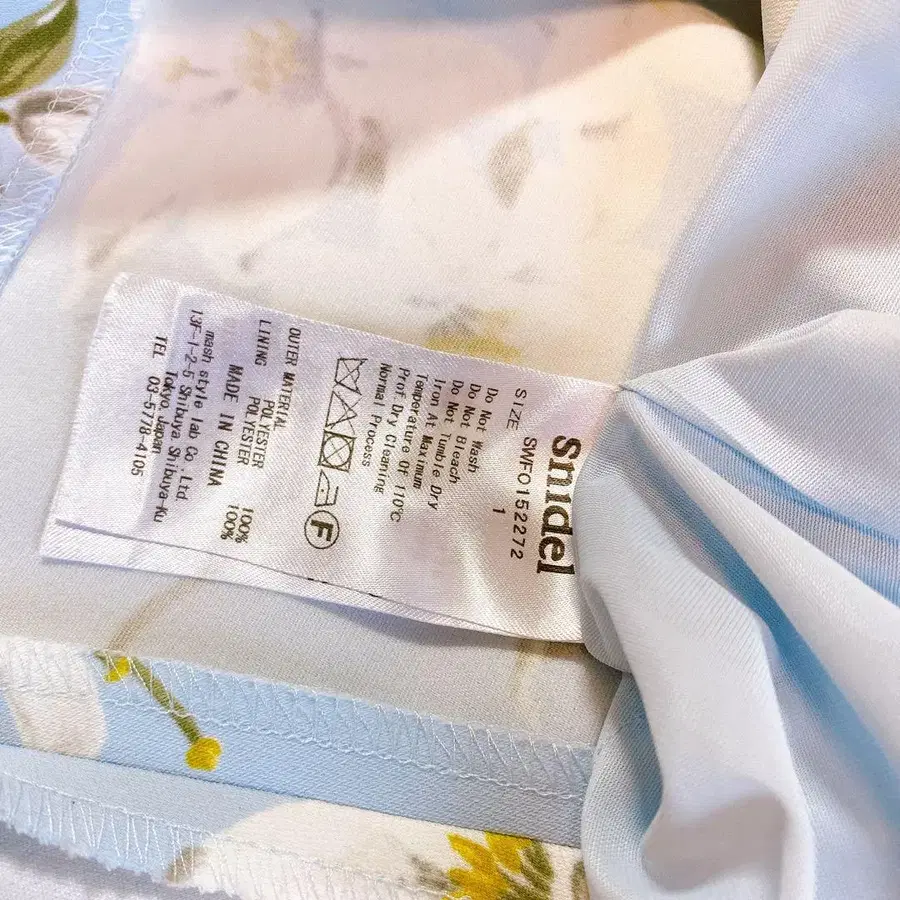 Snidel
SWFO152272
SIZE 1
Do Not Wash
Do Not Bleach
Do Not Tumble Dry
Iron At Maximum
Temperature Of 110°C
Prof.Dry Cleaning
Normal Process
F
OUTER MATERIAL
POLYESTER 100%
LINING
POLYESTER 100%
MADE IN CHINA
mash style lab Co.,Ltd
13F-1-2-5 Shibuya Shibuya-Ku
Tokyo,Japan
TEL 03-5778-4105